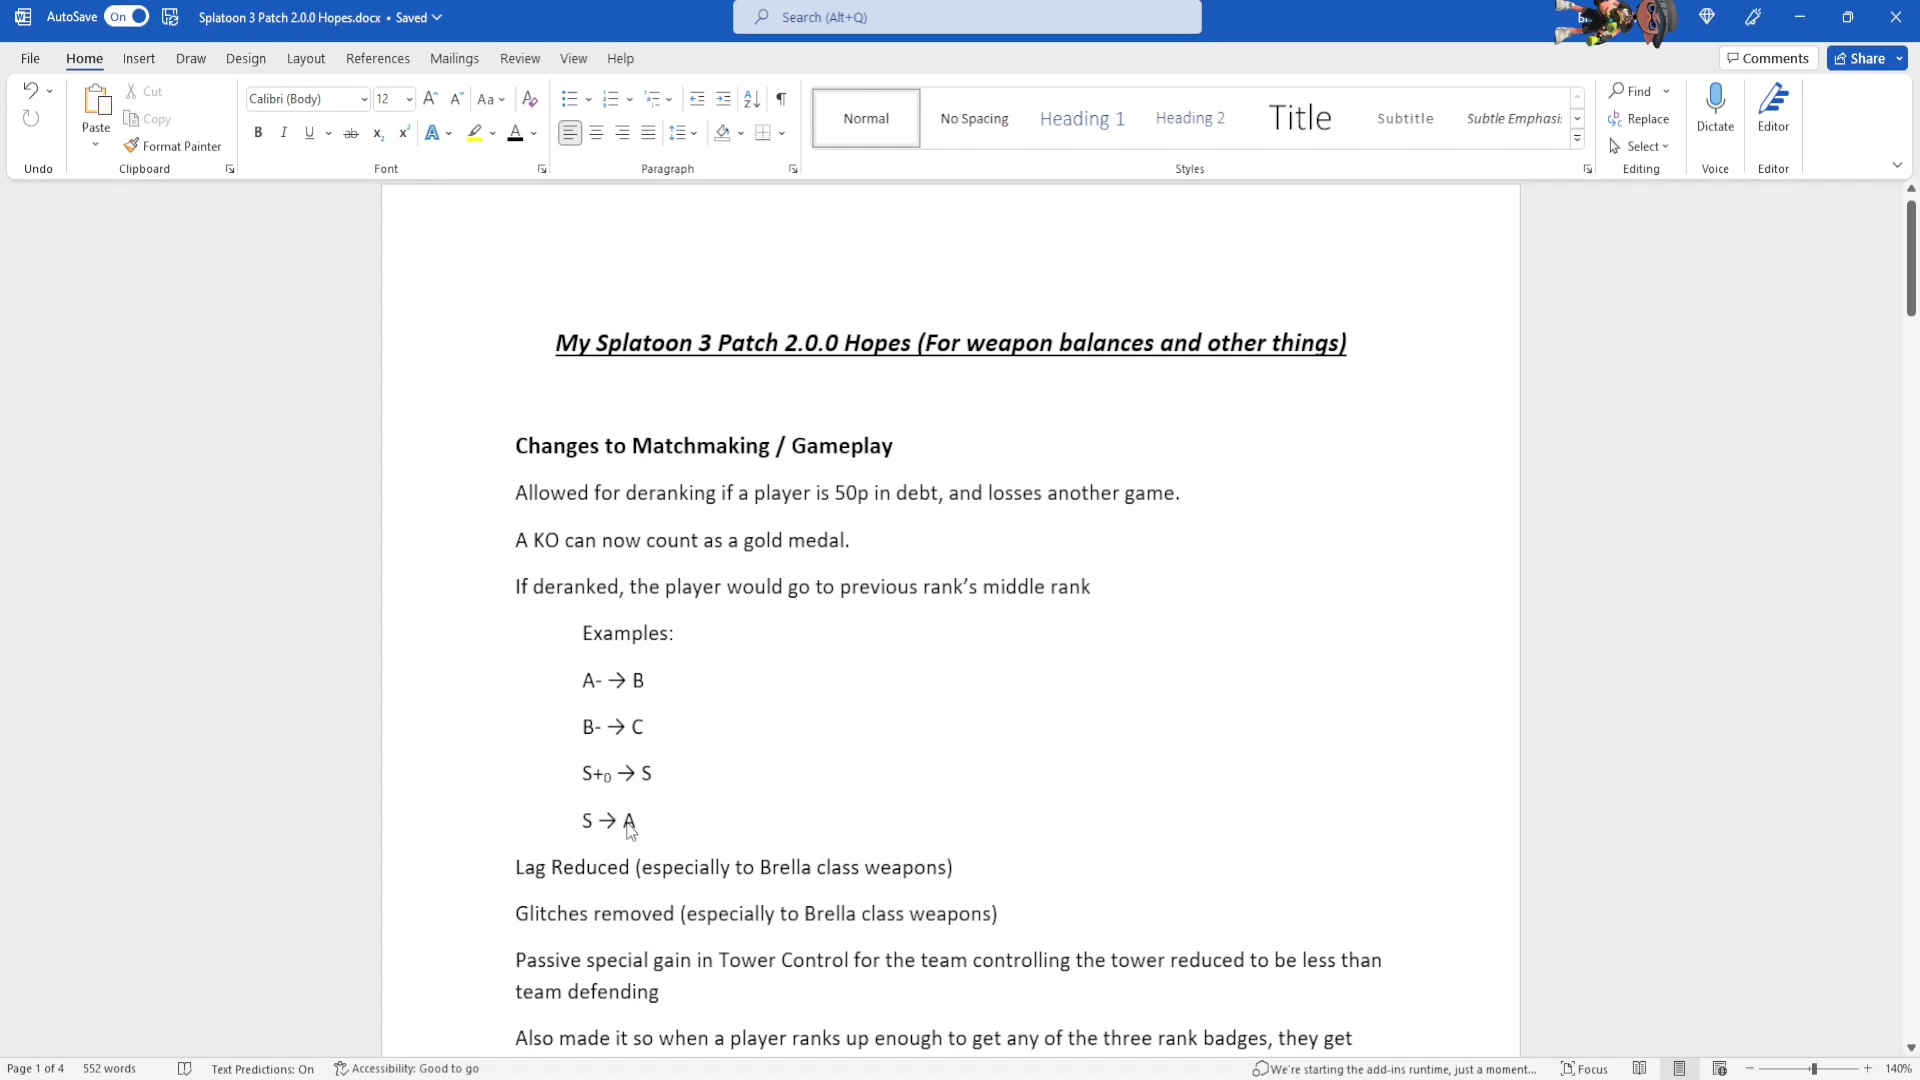 AutoSave On Splatoon 3 Patch 2.0.0 Hopes.docx • Saved Search (Alt+Q)
File Home Insert Draw Design Layout References Mailings Review View Help Comments Share
Paste Cut Copy Format Painter
Calibri (Body) 12 Aa
Normal No Spacing Heading 1 Heading 2 Title Subtitle Subtle Emphasi:
Find Replace Select Dictate Editor
Undo Clipboard Font Paragraph Styles Editing Voice Editor
My Splatoon 3 Patch 2.0.0 Hopes (For weapon balances and other things)
Changes to Matchmaking / Gameplay
Allowed for deranking if a player is 50p in debt, and losses another game.
A KO can now count as a gold medal.
If deranked, the player would go to previous rank’s middle rank
Examples:
A- → B
B- → C
S+₀ → S
S → A
Lag Reduced (especially to Brella class weapons)
Glitches removed (especially to Brella class weapons)
Passive special gain in Tower Control for the team controlling the tower reduced to be less than
team defending
Also made it so when a player ranks up enough to get any of the three rank badges, they get
Page 1 of 4 552 words Text Predictions: On Accessibility: Good to go We're starting the add-ins runtime, just a moment... Focus 140%